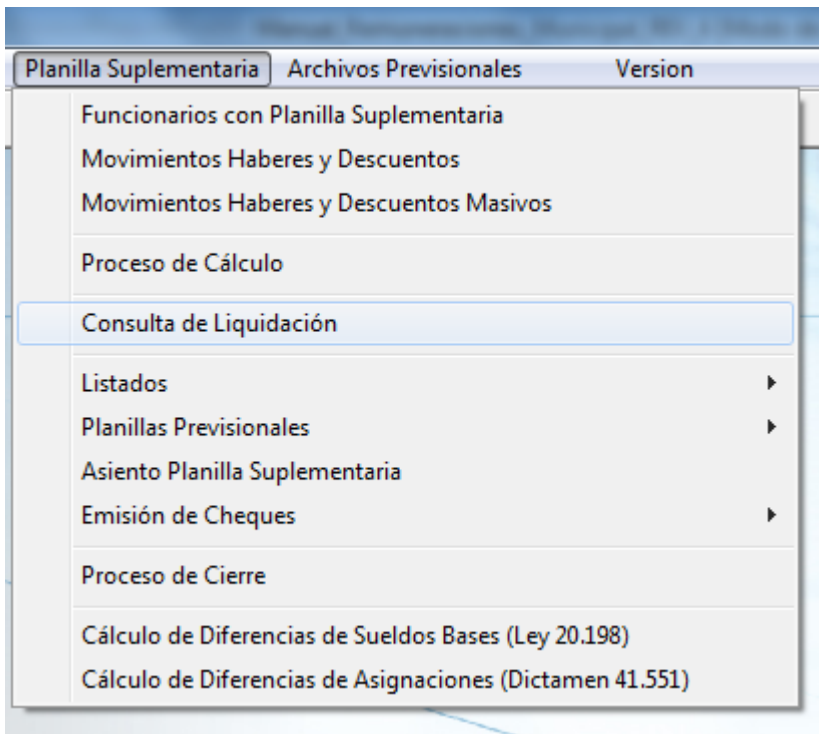 Planilla Suplementaria Archivos Previsionales Version
Funcionarios con Planilla Suplementaria
Movimientos Haberes y Descuentos
Movimientos Haberes y Descuentos Masivos
Proceso de Cálculo
Consulta de Liquidación
Listados
Planillas Previsionales
Asiento Planilla Suplementaria
Emisión de Cheques
Proceso de Cierre
Cálculo de Diferencias de Sueldos Bases (Ley 20.198)
Cálculo de Diferencias de Asignaciones (Dictamen 41.551)